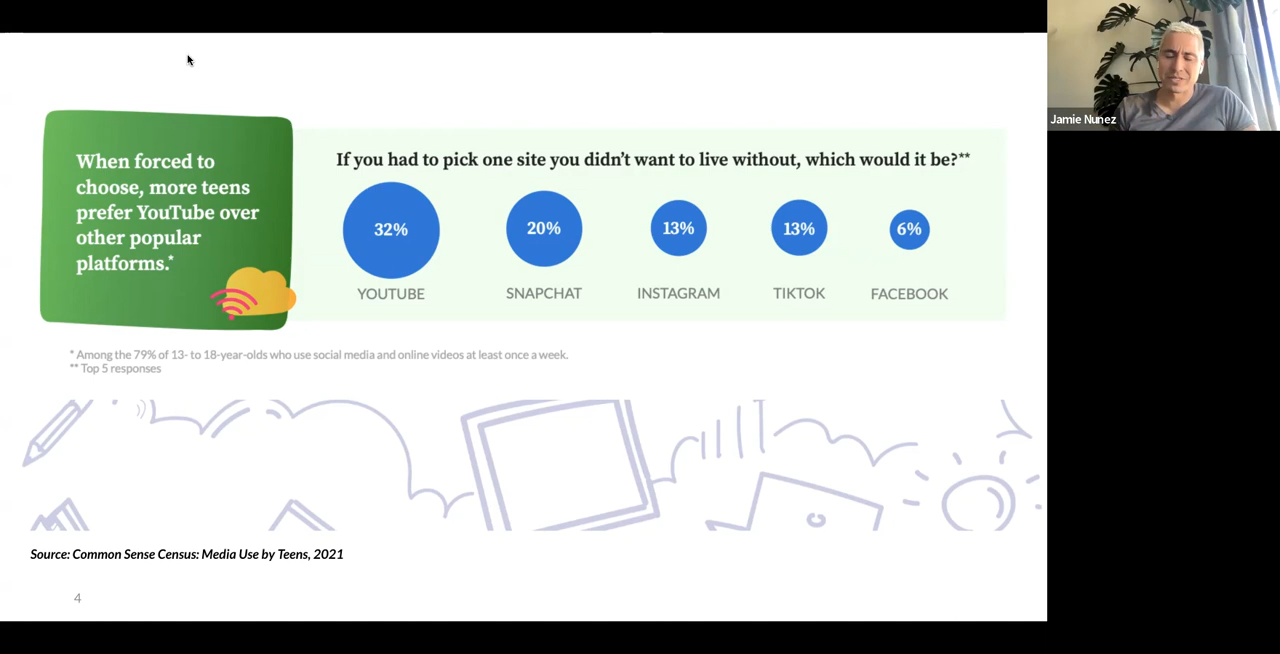 When forced to
choose, more teens
prefer YouTube over
other popular
platforms.*
If you had to pick one site you didn’t want to live without, which would it be?**
32%
20%
13%
13%
6%
YOUTUBE
SNAPCHAT
INSTAGRAM
TIKTOK
FACEBOOK
* Among the 79% of 13- to 18-year-olds who use social media and online videos at least once a week.
** Top 5 responses
Source: Common Sense Census: Media Use by Teens, 2021
4
Jamie Nunez